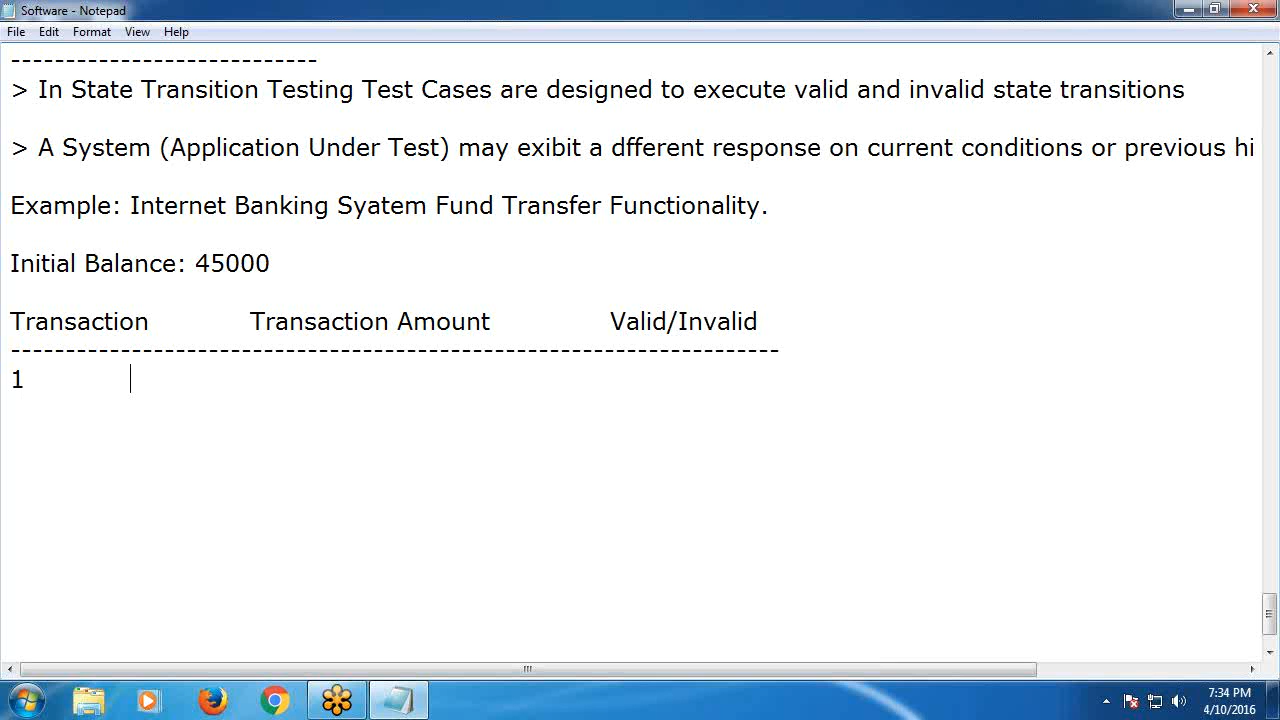 Software - Notepad
File Edit Format View Help
----------------------------
> In State Transition Testing Test Cases are designed to execute valid and invalid state transitions
> A System (Application Under Test) may exibit a dfferent response on current conditions or previous hi
Example: Internet Banking Syatem Fund Transfer Functionality.
Initial Balance: 45000
Transaction Transaction Amount Valid/Invalid
----------------------------------------------------------------------
1
7:34 PM
4/10/2016